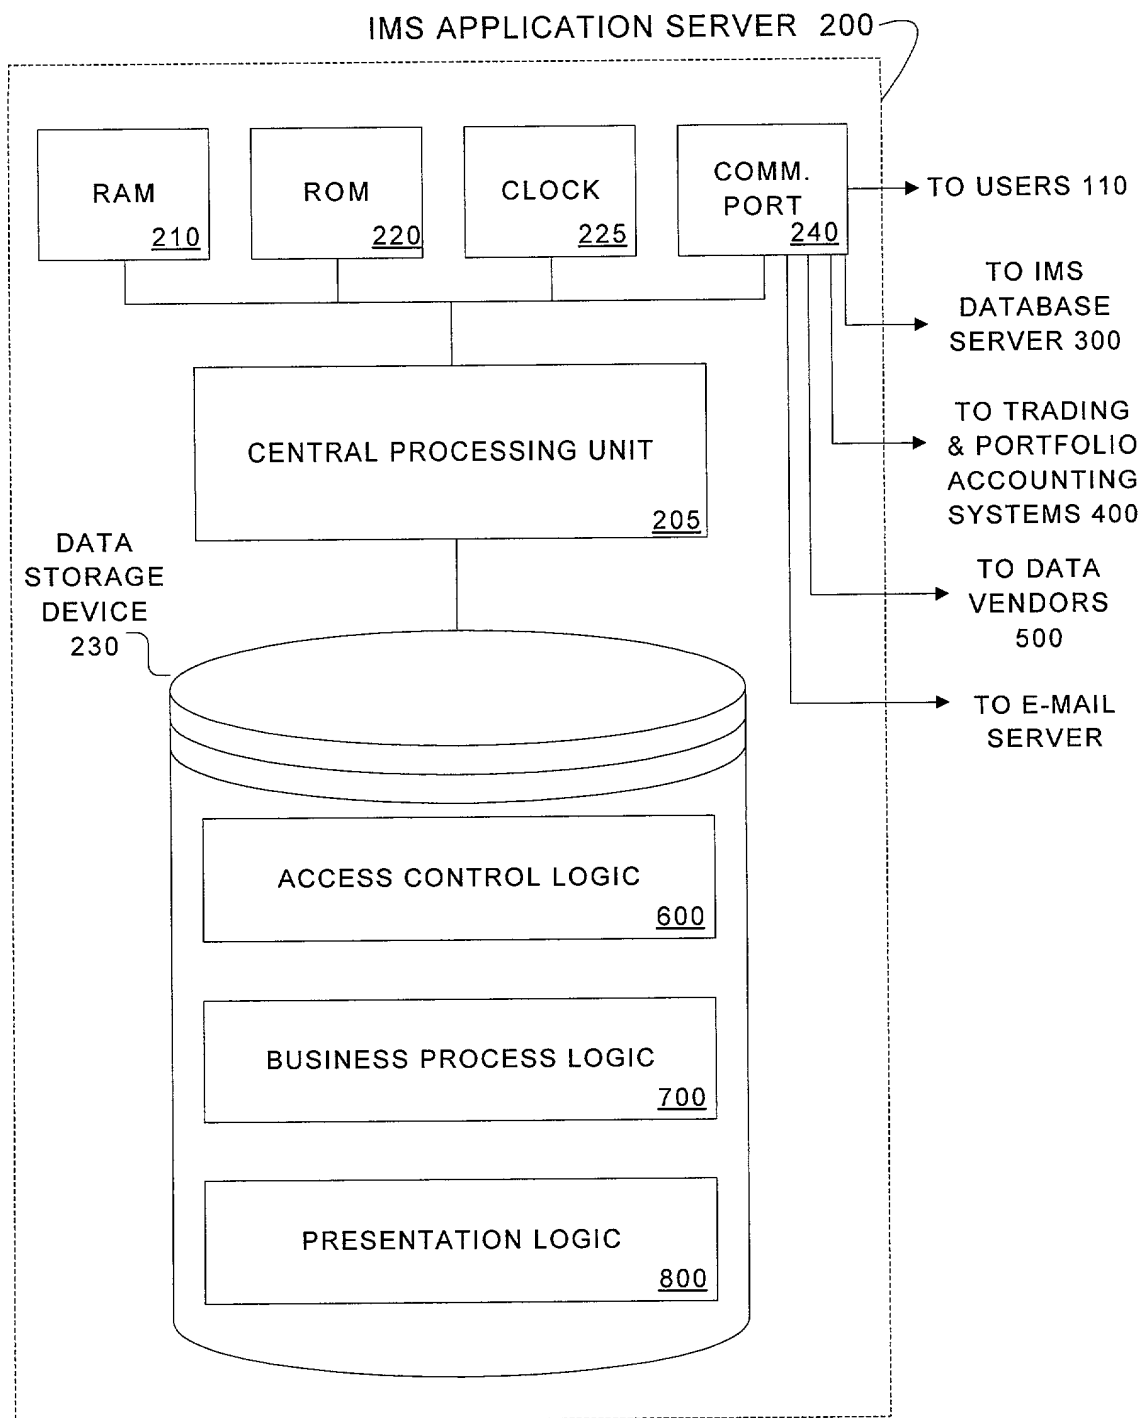 IMS APPLICATION SERVER 200
RAM
210
ROM
220
CLOCK
225
COMM.
PORT
240
TO USERS 110
TO IMS
DATABASE
SERVER 300
TO TRADING
& PORTFOLIO
ACCOUNTING
SYSTEMS 400
TO DATA
VENDORS
500
TO E-MAIL
SERVER
CENTRAL PROCESSING UNIT
205
DATA
STORAGE
DEVICE
230
ACCESS CONTROL LOGIC
600
BUSINESS PROCESS LOGIC
700
PRESENTATION LOGIC
800